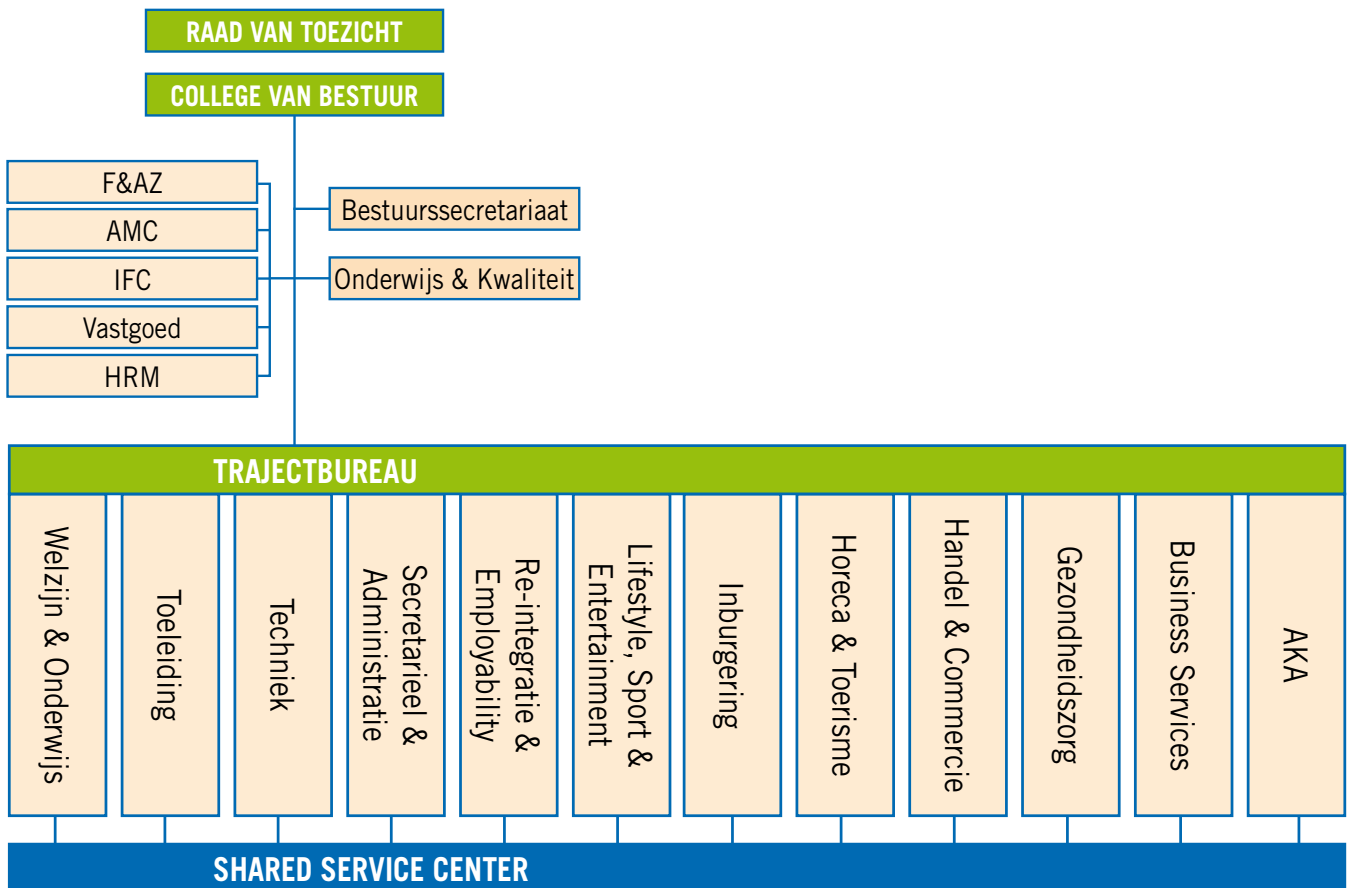 RAAD VAN TOEZICHT
COLLEGE VAN BESTUUR
F&AZ
AMC
IFC
Vastgoed
HRM
Bestuurssecretariaat
Onderwijs & Kwaliteit
TRAJECTBUREAU
Welzijn & Onderwijs
Toeleiding
Techniek
Secretarieel &
Administratie
Re-integratie &
Employability
Lifestyle, Sport &
Entertainment
Inburgering
Horeca & Toerisme
Handel & Commercie
Gezondheidszorg
Business Services
AKA
SHARED SERVICE CENTER